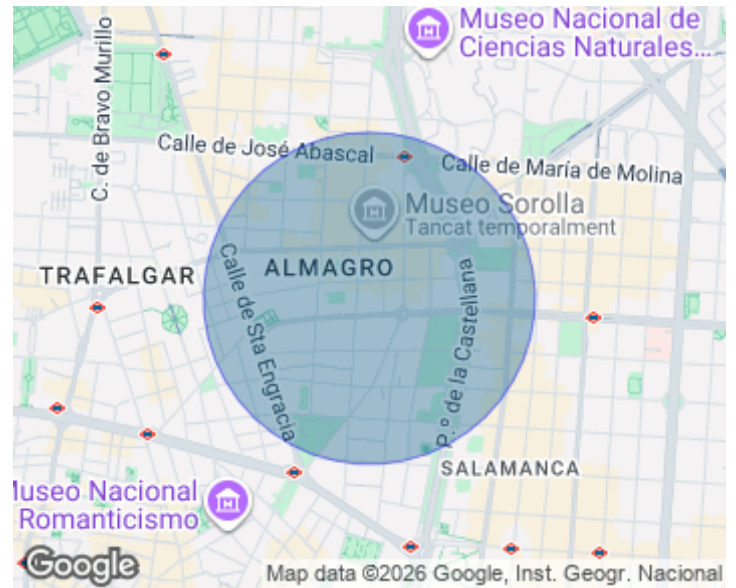 Museo Nacional de
Ciencias Naturales...
C. de Bravo Murillo
Calle de José Abascal
Calle de María de Molina
Museo Sorolla
Tancat temporalment
TRAFALGAR
ALMAGRO
Calle de Sta Engracia
P.º de la Castellana
SALAMANCA
Museo Nacional
Romanticismo
Google
Map data ©2026 Google, Inst. Geogr. Nacional